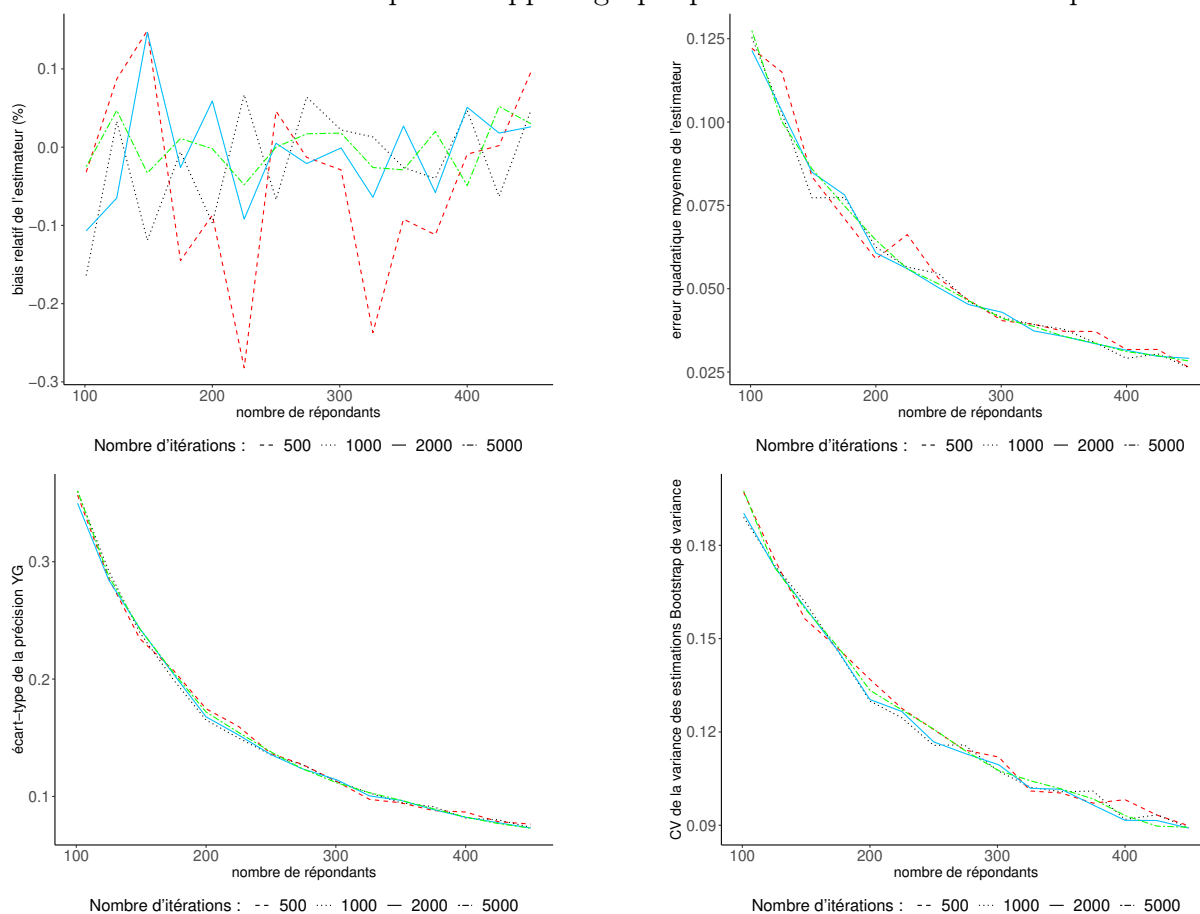 0.1
0.0
−0.1
−0.2
−0.3
biais relatif de l'estimateur (%)
100 200 300 400
nombre de répondants
Nombre d'itérations : 500 1000 2000 5000
0.125
0.100
0.075
0.050
0.025
erreur quadratique moyenne de l'estimateur
100 200 300 400
nombre de répondants
Nombre d'itérations : 500 1000 2000 5000
0.3
0.2
0.1
écart−type de la précision YG
100 200 300 400
nombre de répondants
Nombre d'itérations : 500 1000 2000 5000
0.18
0.15
0.12
0.09
CV de la variance des estimations Bootstrap de variance
100 200 300 400
nombre de répondants
Nombre d'itérations : 500 1000 2000 5000